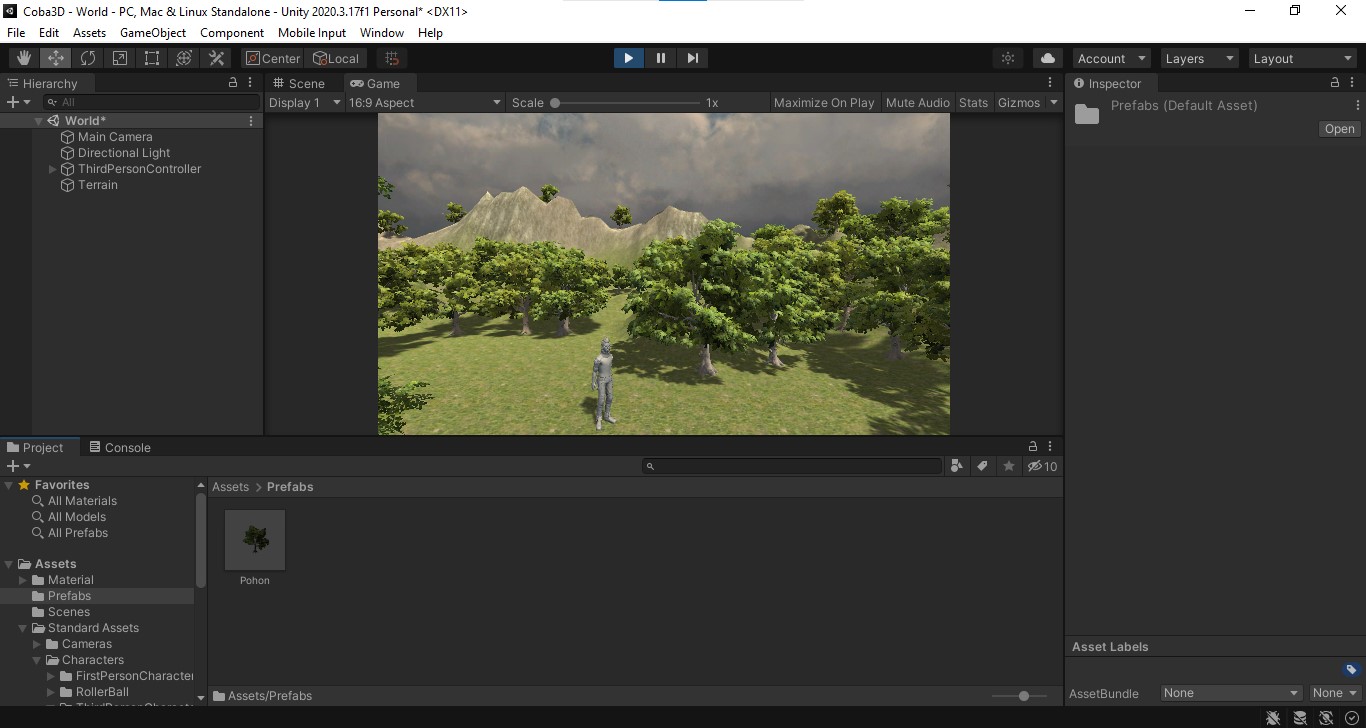 Coba3D - World - PC, Mac & Linux Standalone - Unity 2020.3.17f1 Personal* <DX11>
File Edit Assets GameObject Component Mobile Input Window Help
Center Local Account Layers Layout
Hierarchy
All
World*
Main Camera
Directional Light
ThirdPersonController
Terrain
Scene Game
Display 1 16:9 Aspect Scale 1x Maximize On Play Mute Audio Stats Gizmos
Inspector
Prefabs (Default Asset)
Open
Project Console
10
Favorites
All Materials
All Models
All Prefabs
Assets
Material
Prefabs
Scenes
Standard Assets
Cameras
Characters
FirstPersonCharacter
RollerBall
Assets > Prefabs
Pohon
Assets/Prefabs
Asset Labels
AssetBundle None None